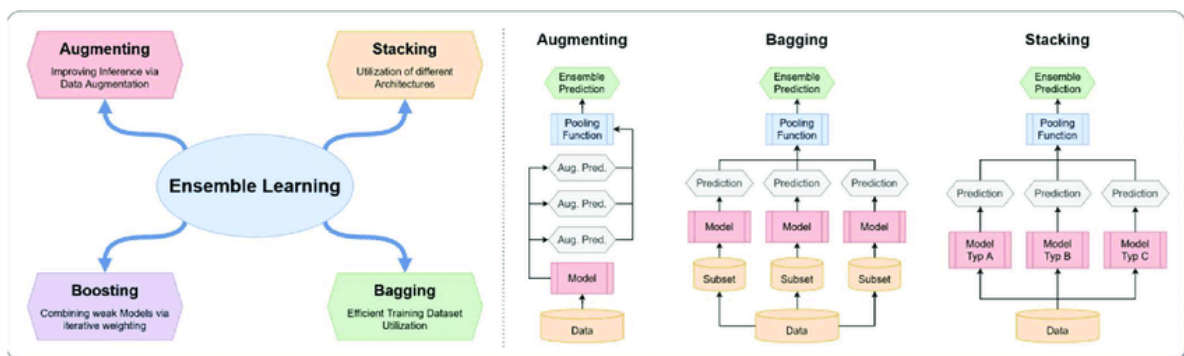 Augmenting
Improving Inference via
Data Augmentation
Stacking
Utilization of different
Architectures
Ensemble Learning
Boosting
Combining weak Models via
iterative weighting
Bagging
Efficient Training Dataset
Utilization
Augmenting
Ensemble
Prediction
Pooling
Function
Aug. Pred.
Aug. Pred.
Aug. Pred.
Model
Data
Bagging
Ensemble
Prediction
Pooling
Function
Prediction
Prediction
Prediction
Model
Model
Model
Subset
Subset
Subset
Data
Stacking
Ensemble
Prediction
Pooling
Function
Prediction
Prediction
Prediction
Model
Typ A
Model
Typ B
Model
Typ C
Data